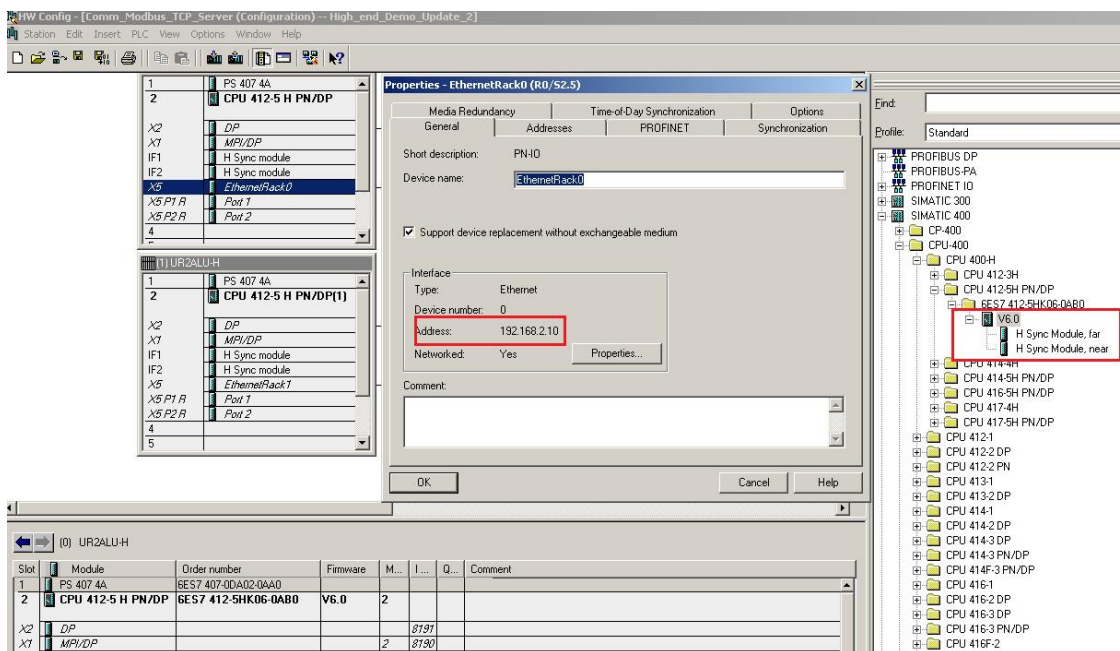 HW Config - [Comm_Modbus_TCP_Server (Configuration) -- High_end_Demo_Update_2]
Station Edit Insert PLC View Options Window Help
1 PS 407 4A
2 CPU 412-5 H PN/DP
X2 DP
X1 MPI/DP
IF1 H Sync module
IF2 H Sync module
X5 EthernetRack0
X5 P1 R Port 1
X5 P2 R Port 2
4
(1) UR2ALU-H
1 PS 407 4A
2 CPU 412-5 H PN/DP(1)
X2 DP
X1 MPI/DP
IF1 H Sync module
IF2 H Sync module
X5 EthernetRack1
X5 P1 R Port 1
X5 P2 R Port 2
4
5
Properties - EthernetRack0 (R0/S2.5)
Media Redundancy Time-of-Day Synchronization Options
General Addresses PROFINET Synchronization
Short description: PN-IO
Device name: EthernetRack0
Support device replacement without exchangeable medium
Interface
Type: Ethernet
Device number: 0
Address: 192.168.2.10
Networked: Yes Properties...
Comment:
OK Cancel Help
Find:
Profile: Standard
PROFIBUS DP
PROFIBUS-PA
PROFINET IO
SIMATIC 300
SIMATIC 400
CP-400
CPU-400
CPU 400-H
CPU 412-3H
CPU 412-5H PN/DP
6ES7 412-5HK06-0AB0
V6.0
H Sync Module, far
H Sync Module, near
CPU 414-4H
CPU 414-5H PN/DP
CPU 416-5H PN/DP
CPU 417-4H
CPU 417-5H PN/DP
CPU 412-1
CPU 412-2 DP
CPU 412-2 PN
CPU 413-1
CPU 413-2 DP
CPU 414-1
CPU 414-2 DP
CPU 414-3 DP
CPU 414-3 PN/DP
CPU 414F-3 PN/DP
CPU 416-1
CPU 416-2 DP
CPU 416-3 DP
CPU 416-3 PN/DP
CPU 416F-2
(0) UR2ALU-H
Slot Module Order number Firmware M... I ... Q... Comment
1 PS 407 4A 6ES7 407-0DA02-0AA0
2 CPU 412-5 H PN/DP 6ES7 412-5HK06-0AB0 V6.0 2
X2 DP 8191
X1 MPI/DP 2 8190